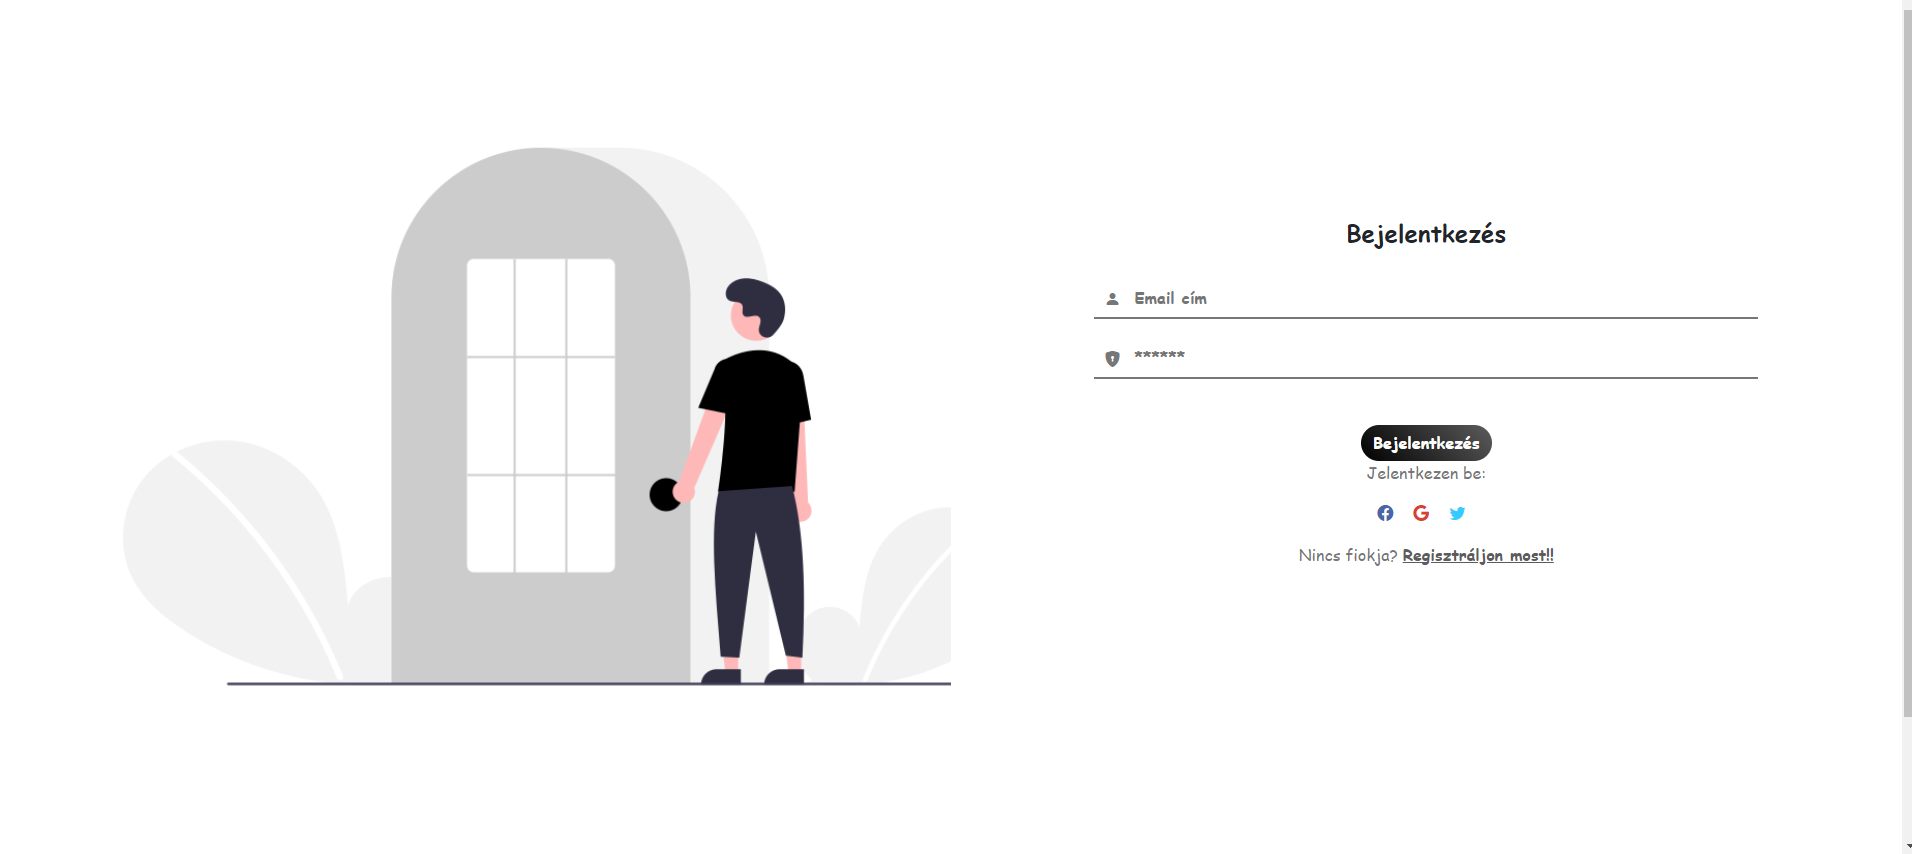 Bejelentkezés
Email cím
******
Bejelentkezés
Jelentkezen be:
Nincs fiokja? Regisztráljon most!!